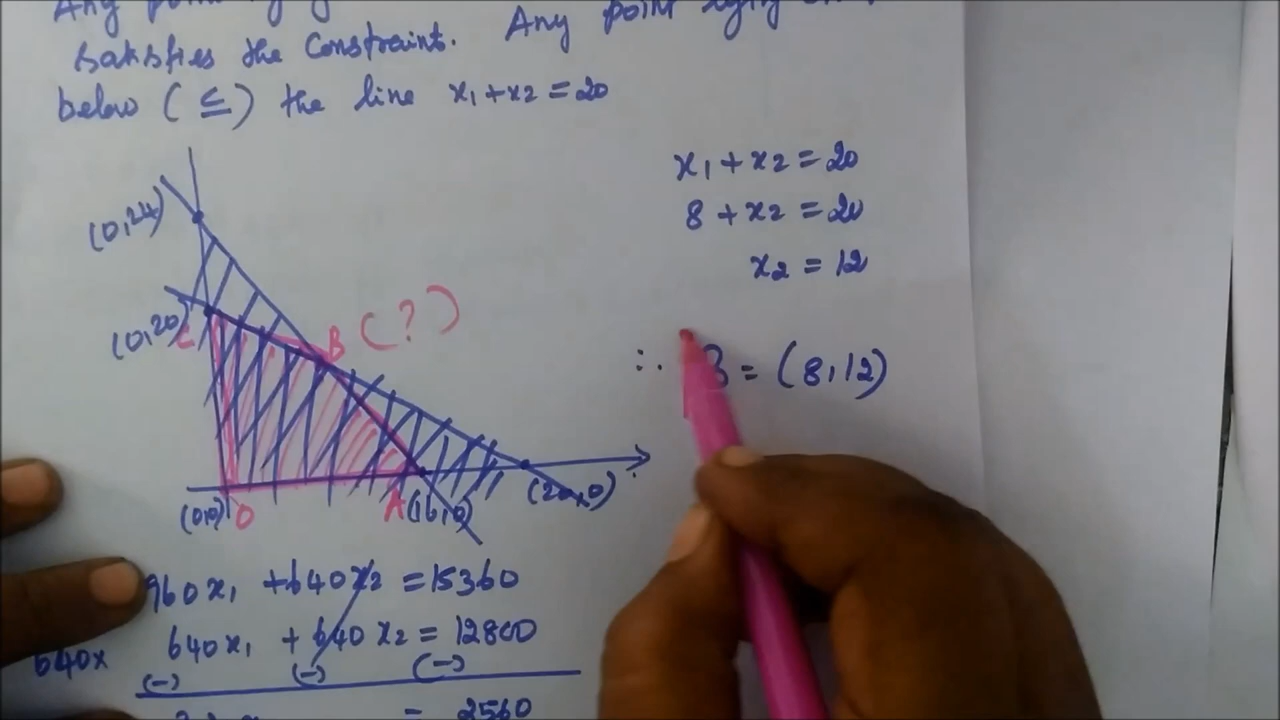 Any point
satisfies the constraint. Any point lying
below (≤) the line x₁ + x₂ = 20
x₁ + x₂ = 20
8 + x₂ = 20
x₂ = 12
∴ B = (8,12)
(0,24)
(0,20)
C
B (?)
(0,0) O
A (16,0)
(20,0)
960x₁ + 640x₂ = 15360
640x
640x₁ + 640x₂ = 12800
(-) (-) (-)
= 2560